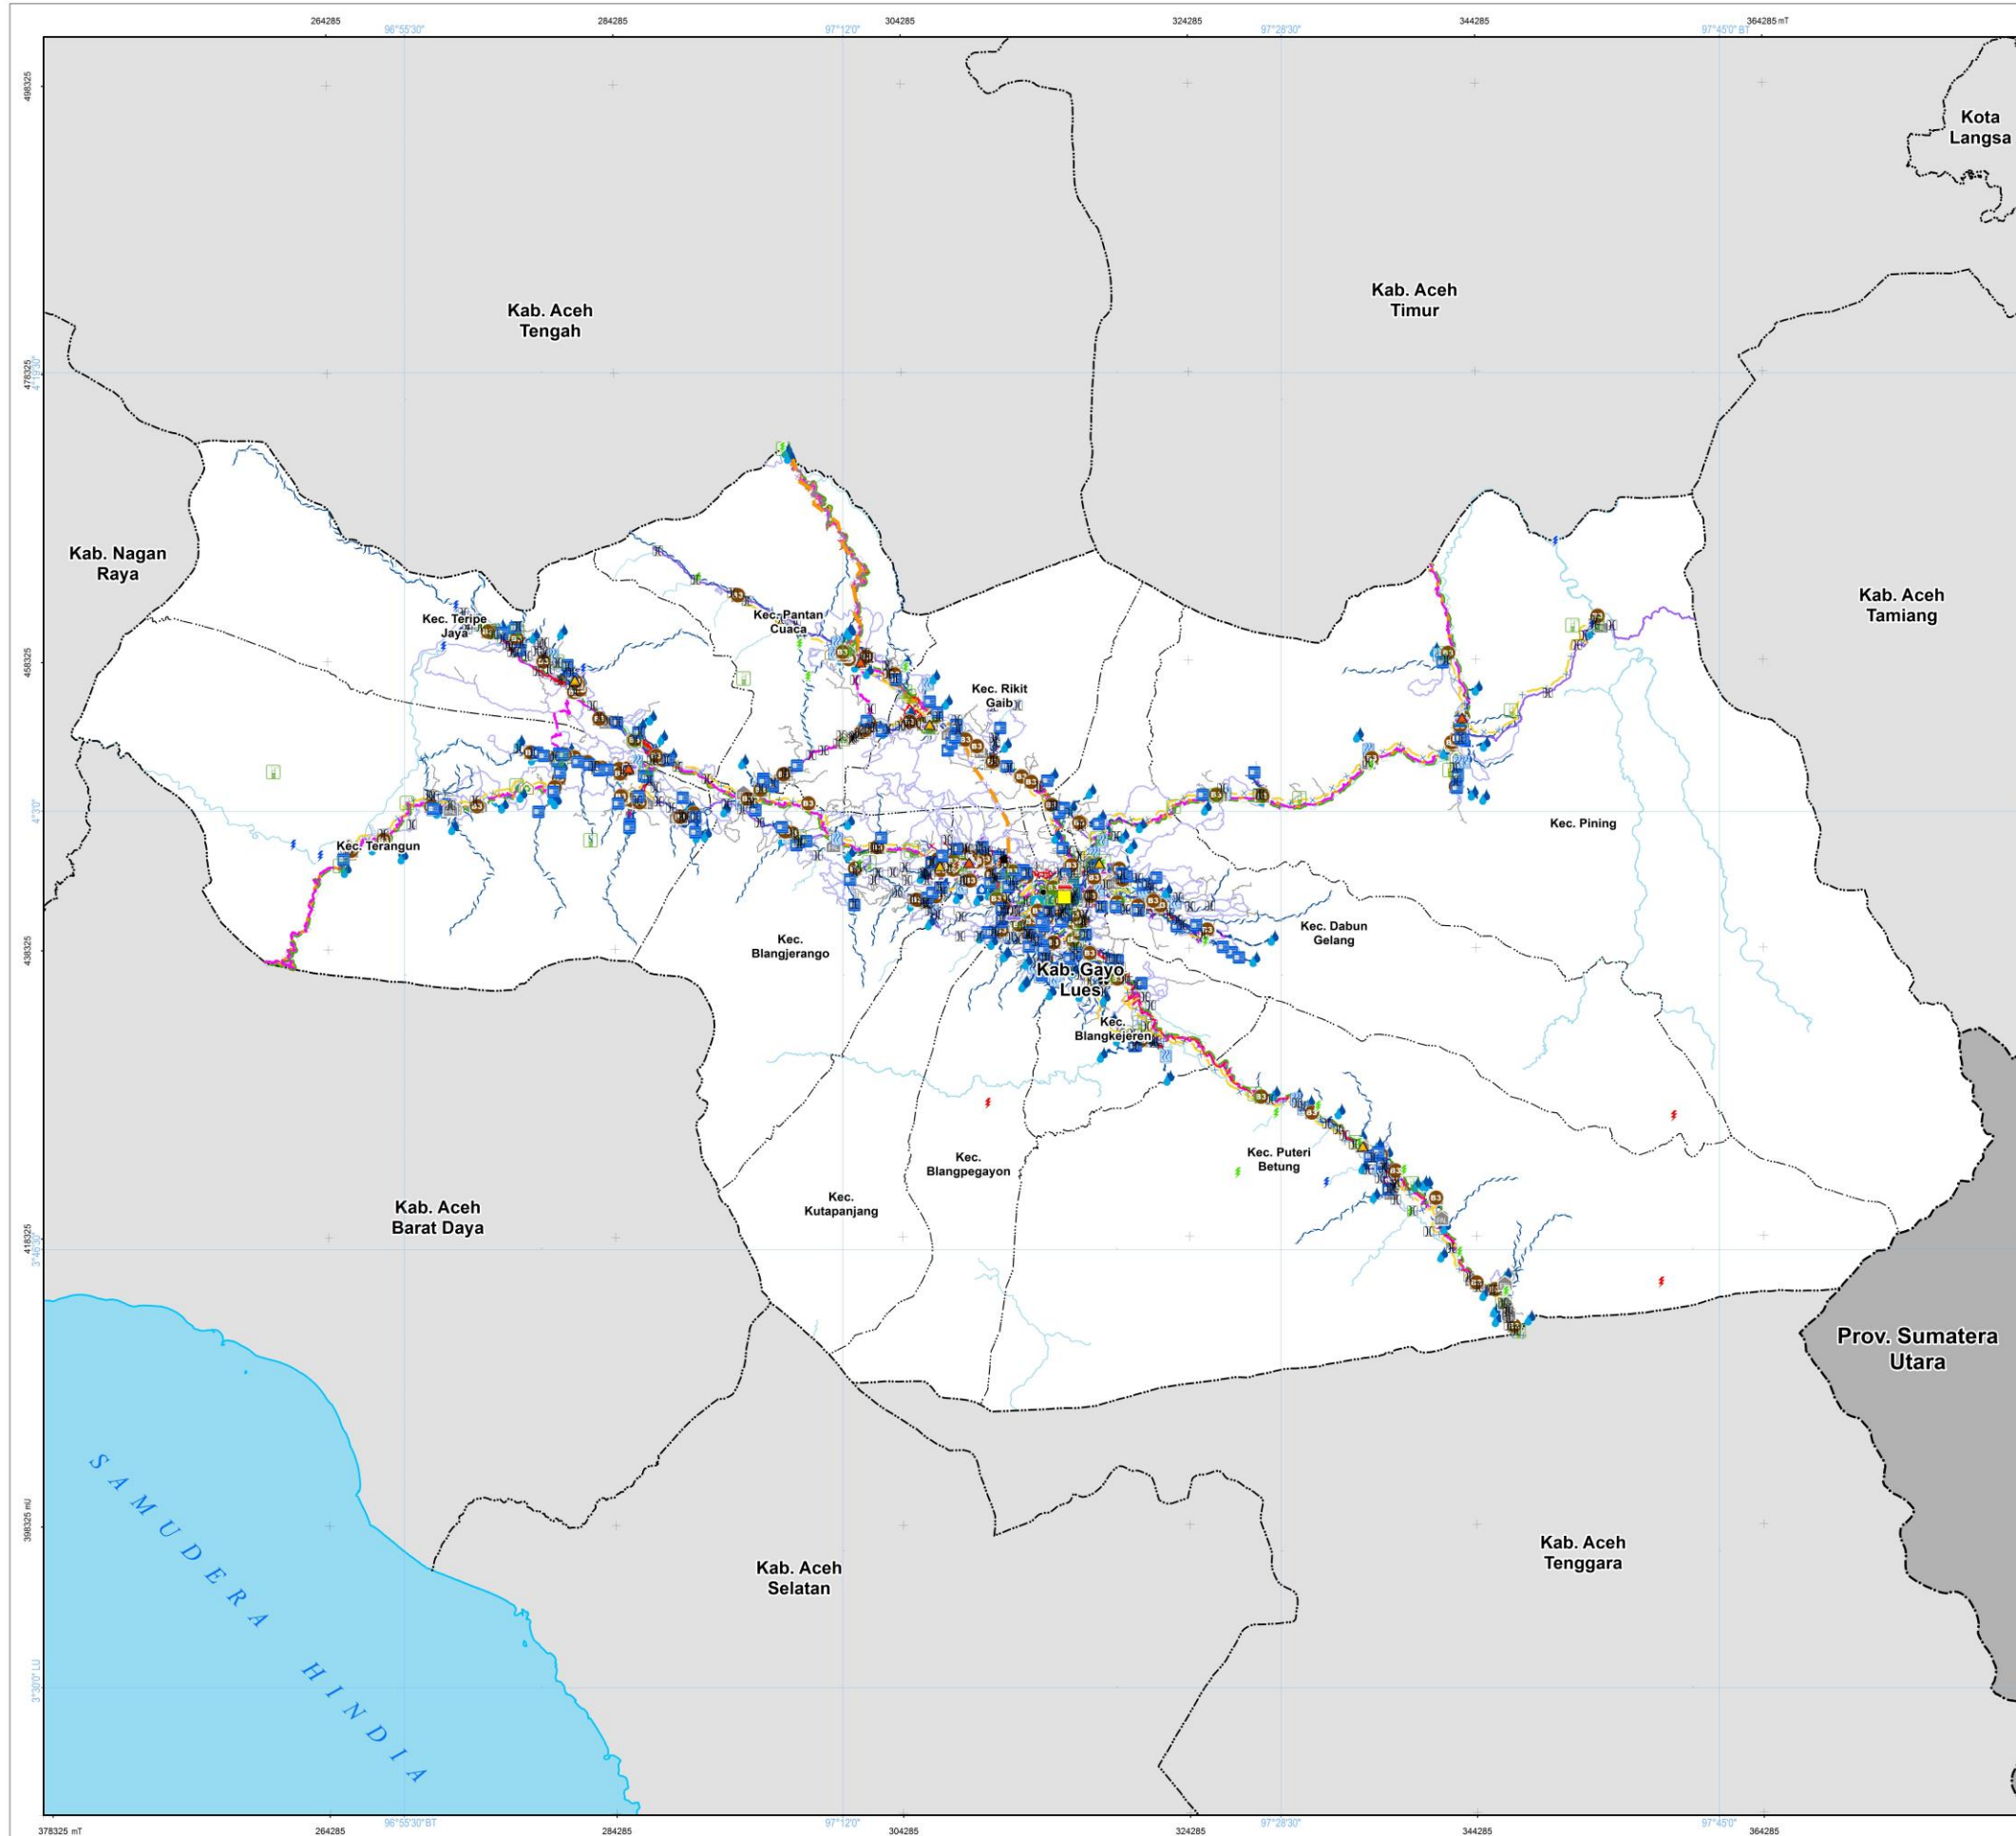 264285
284285
304285
324285
344285
364285 mT
96°55'30"
97°12'0"
97°28'30"
97°45'0" BT
498325
478325
4°19'30"
458325
4°3'0"
438325
418325
3°46'30"
398325 mU
3°30'0" LU
Kota
Langsa
Kab. Aceh
Tengah
Kab. Aceh
Timur
Kab. Nagan
Raya
Kab. Aceh
Tamiang
Kec. Teripe
Jaya
Kec. Pantan
Cuaca
Kec. Rikit
Gaib
Kec. Pining
Kec. Terangun
Kec.
Blangjerango
Kec. Dabun
Gelang
Kab. Gayo
Lues
Kec.
Blangkejeren
Kec.
Blangpegayon
Kec. Puteri
Betung
Kec.
Kutapanjang
Kab. Aceh
Barat Daya
Prov. Sumatera
Utara
Kab. Aceh
Selatan
Kab. Aceh
Tenggara
SAMUDERA HINDIA
96°55'30" BT
97°12'0"
97°28'30"
97°45'0"
378325 mT
264285
284285
304285
324285
344285
364285